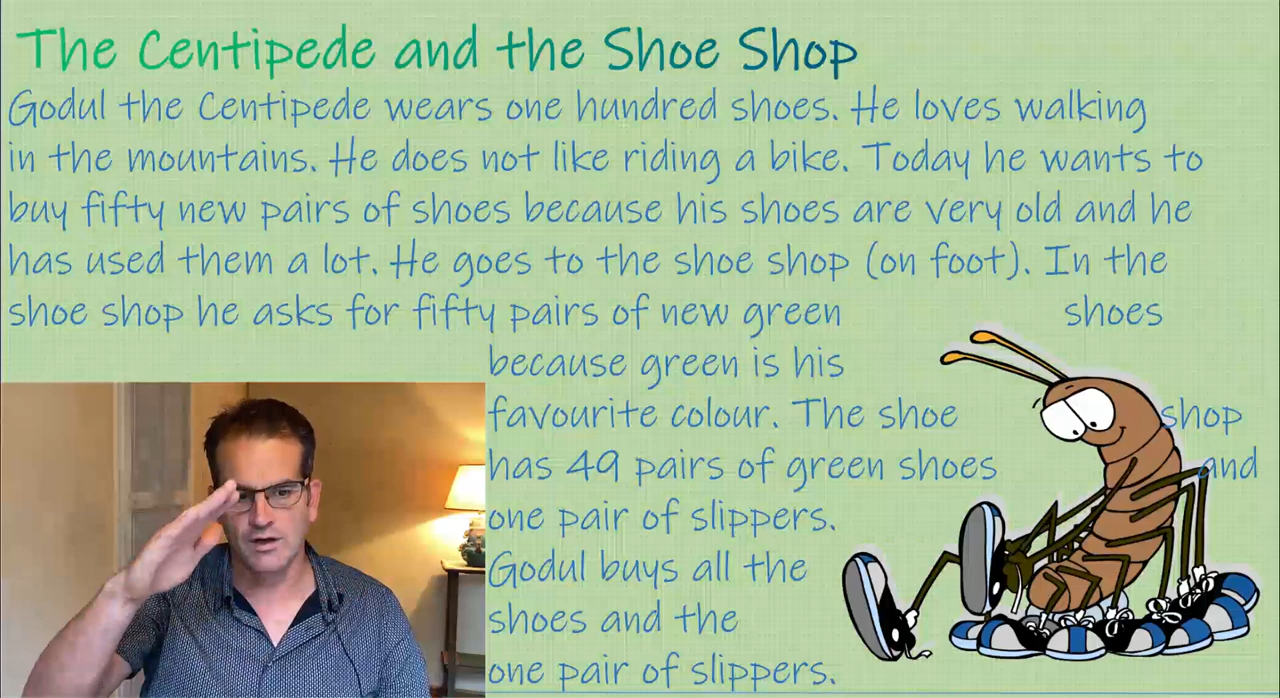 The Centipede and the Shoe Shop
Godul the Centipede wears one hundred shoes. He loves walking
in the mountains. He does not like riding a bike. Today he wants to
buy fifty new pairs of shoes because his shoes are very old and he
has used them a lot. He goes to the shoe shop (on foot). In the
shoe shop he asks for fifty pairs of new green shoes
because green is his
favourite colour. The shoe shop
has 49 pairs of green shoes and
one pair of slippers.
Godul buys all the
shoes and the
one pair of slippers.